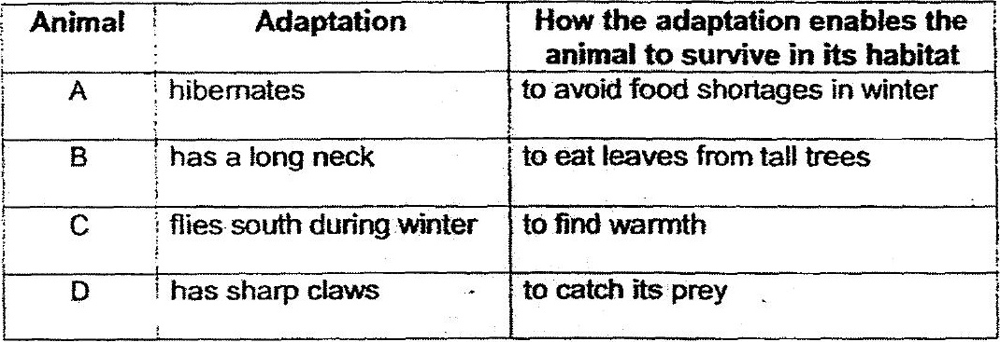 Animal Adaptation How the adaptation enables the
animal to survive in its habitat
A hibernates to avoid food shortages in winter
B has a long neck to eat leaves from tall trees
C flies south during winter to find warmth
D has sharp claws to catch its prey